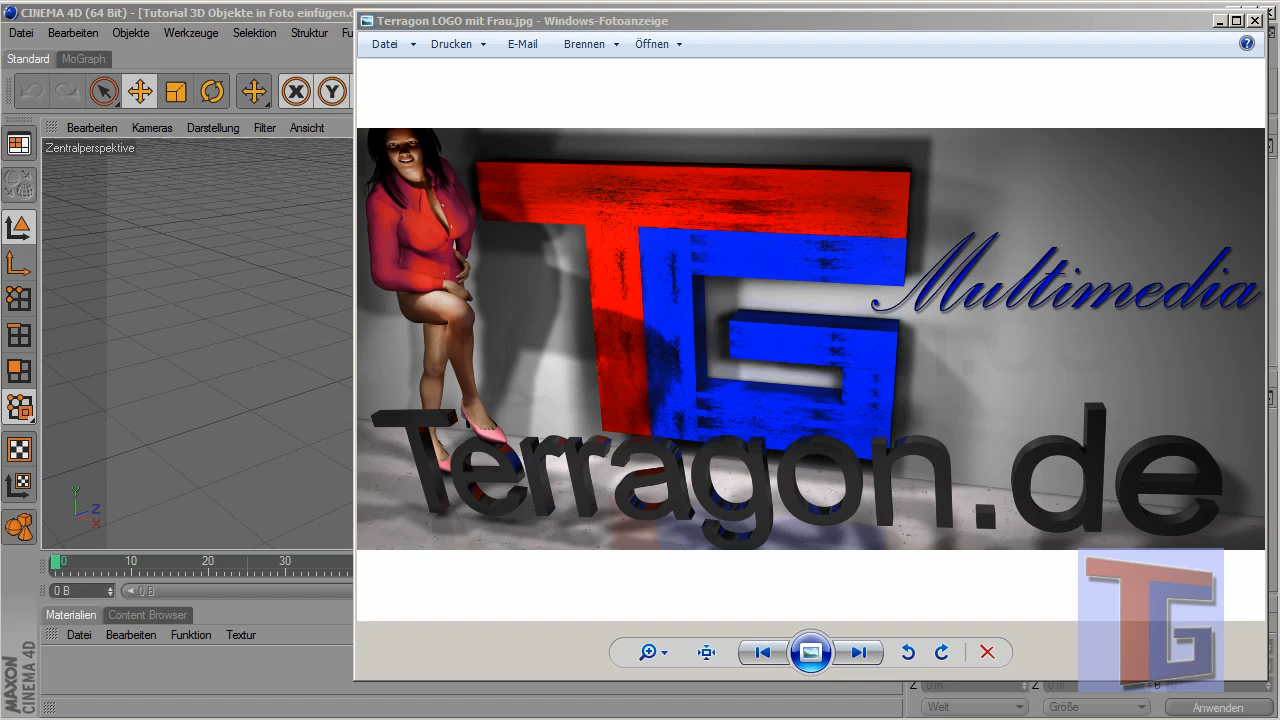 CINEMA 4D (64 Bit) - [Tutorial 3D Objekte in Foto einfügen.c
Datei Bearbeiten Objekte Werkzeuge Selektion Struktur Fu
Standard MoGraph
X Y
Bearbeiten Kameras Darstellung Filter Ansicht
Zentralperspektive
Y
Z
X
0 10 20 30
0 B 0 B
Materialien Content Browser
Datei Bearbeiten Funktion Textur
MAXON
CINEMA 4D
Terragon LOGO mit Frau.jpg - Windows-Fotoanzeige
Datei Drucken E-Mail Brennen Öffnen
?
TG
Multimedia
Terragon.de
TG
Z 0 m Z 0 m B
Welt Größe Anwenden